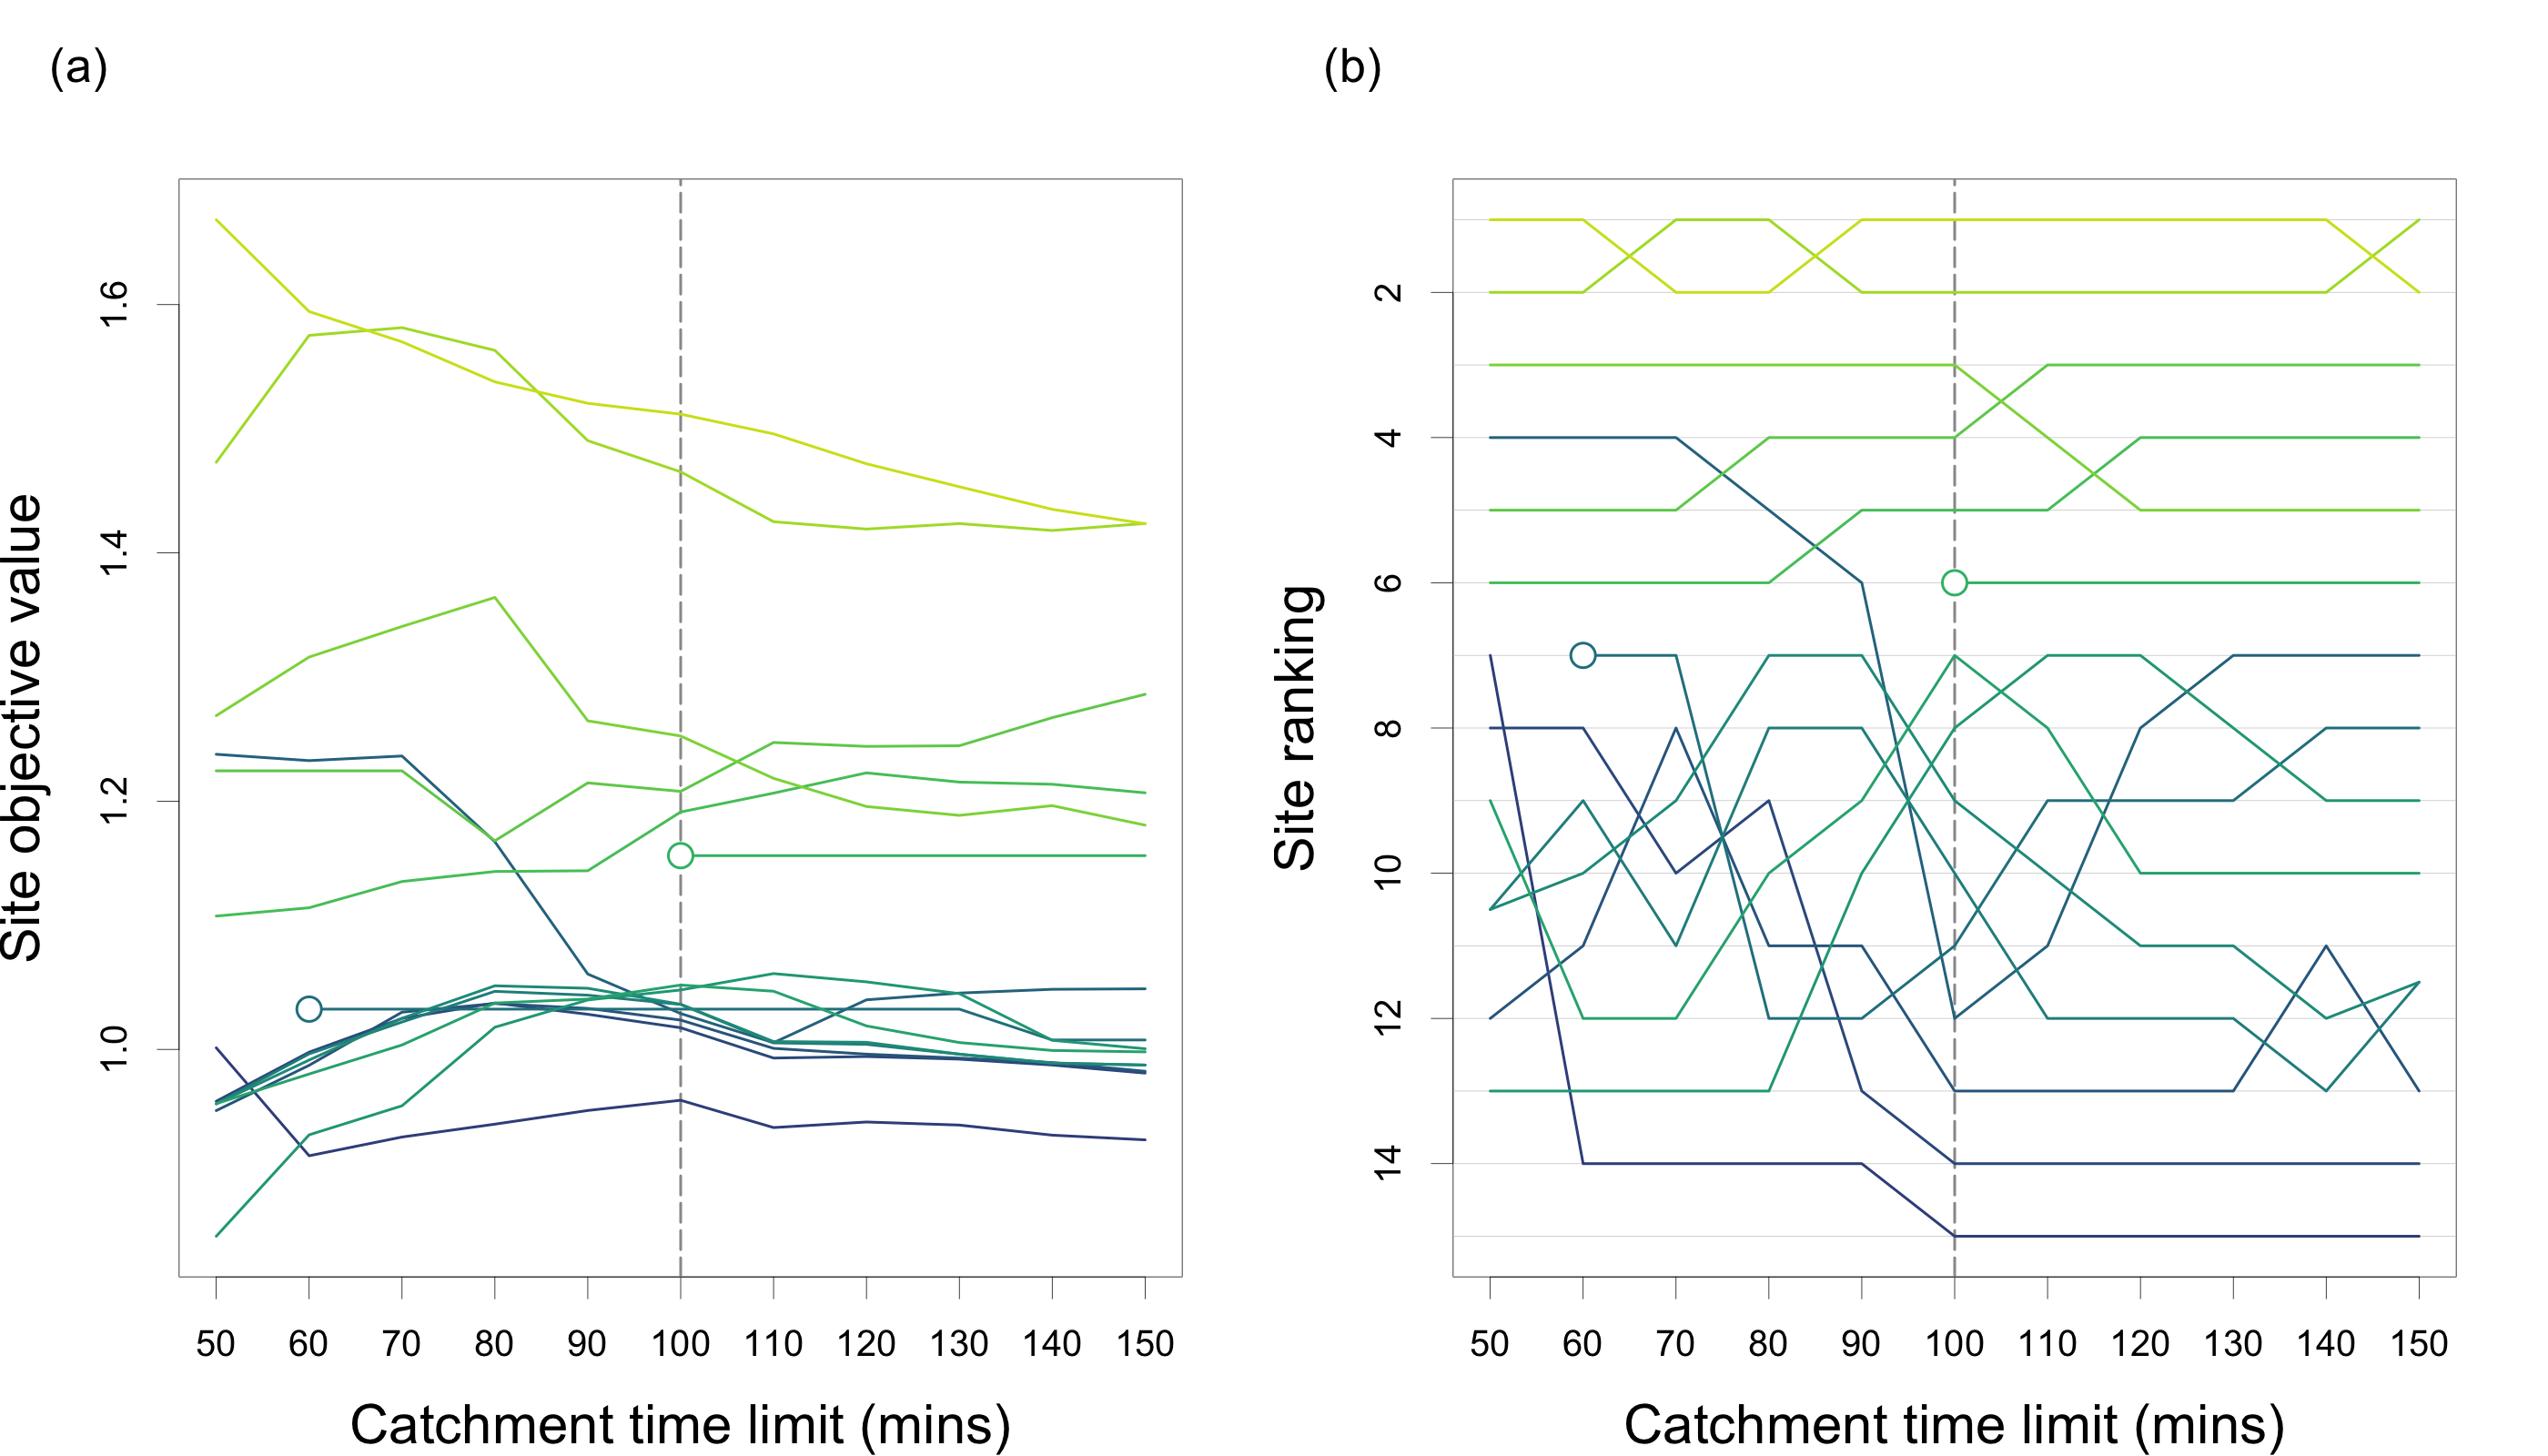 (a)
(b)
Site objective value
1.6
1.4
1.2
1.0
50 60 70 80 90 100 110 120 130 140 150
Catchment time limit (mins)
Site ranking
2
4
6
8
10
12
14
50 60 70 80 90 100 110 120 130 140 150
Catchment time limit (mins)